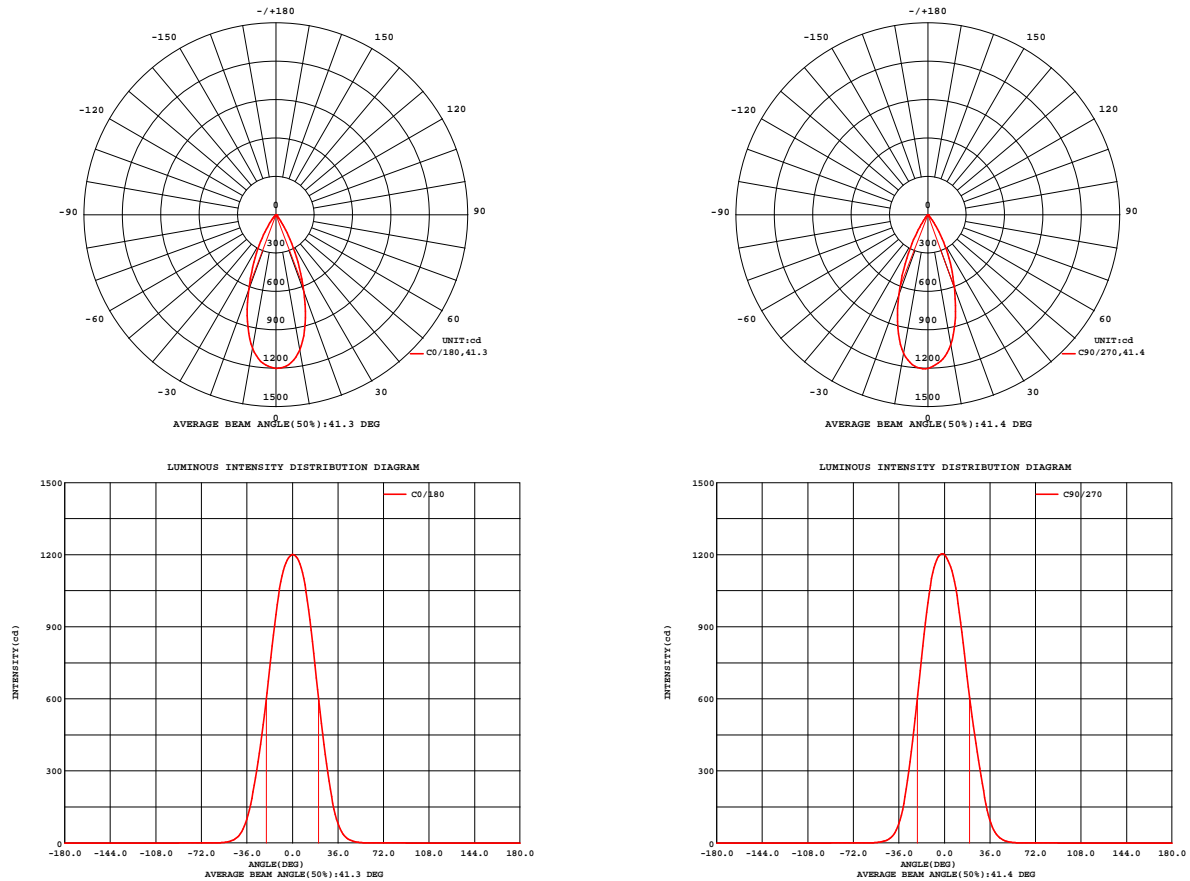 -/+180
-150 150
-120 120
-90 90
-60 60
-30 30
0
0
300
600
900
1200
1500
UNIT:cd
C0/180,41.3
AVERAGE BEAM ANGLE(50%):41.3 DEG
-/+180
-150 150
-120 120
-90 90
-60 60
-30 30
0
0
300
600
900
1200
1500
UNIT:cd
C90/270,41.4
AVERAGE BEAM ANGLE(50%):41.4 DEG
LUMINOUS INTENSITY DISTRIBUTION DIAGRAM
C0/180
INTENSITY(cd)
1500
1200
900
600
300
0
-180.0 -144.0 -108.0 -72.0 -36.0 0.0 36.0 72.0 108.0 144.0 180.0
ANGLE(DEG)
AVERAGE BEAM ANGLE(50%):41.3 DEG
LUMINOUS INTENSITY DISTRIBUTION DIAGRAM
C90/270
INTENSITY(cd)
1500
1200
900
600
300
0
-180.0 -144.0 -108.0 -72.0 -36.0 0.0 36.0 72.0 108.0 144.0 180.0
ANGLE(DEG)
AVERAGE BEAM ANGLE(50%):41.4 DEG